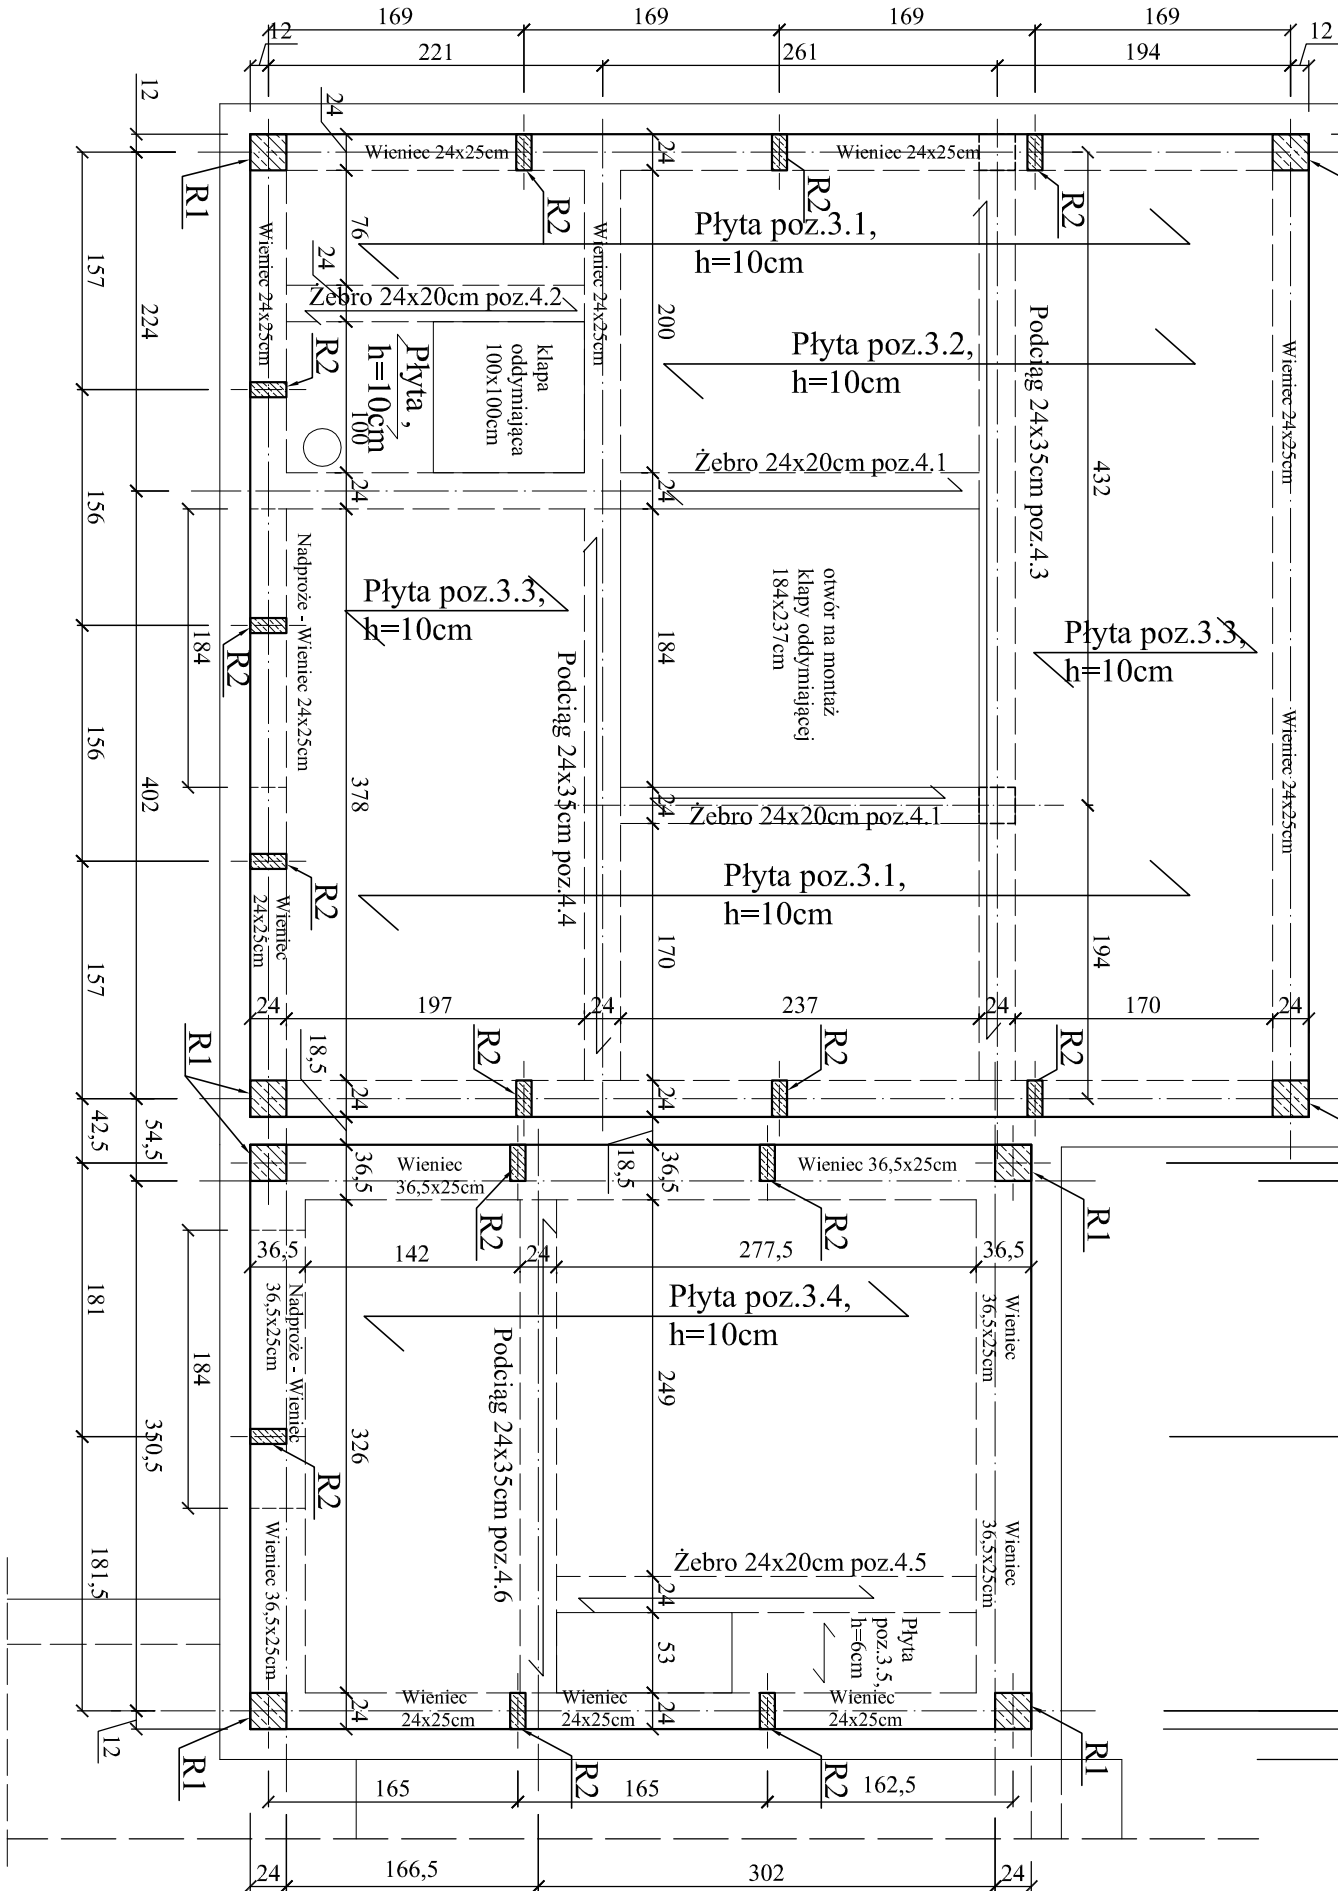 169
169
169
169
12
221
261
194
12
12
24
Wieniec 24x25cm
24
Wieniec 24x25cm
R1
R2
R2
R2
Płyta poz.3.1,
h=10cm
76
24
Wieniec 24x25cm
Wieniec 24x25cm
157
224
Żebro 24x20cm poz.4.2
200
Płyta poz.3.2,
h=10cm
Podciąg 24x35cm poz.4.3
Wieniec 24x25cm
R2
Płyta ,
h=10cm
klapa
oddymiająca
100x100cm
100
Żebro 24x20cm poz.4.1
432
24
24
156
Nadproże - Wieniec 24x25cm
Płyta poz.3.3,
h=10cm
otwór na montaż
klapy oddymiającej
184x237cm
184
184
R2
Płyta poz.3.3,
h=10cm
Podciąg 24x35cm poz.4.4
Wieniec 24x25cm
156
402
378
24
Żebro 24x20cm poz.4.1
R2
Płyta poz.3.1,
h=10cm
Wieniec
24x25cm
157
170
194
24
197
24
237
24
170
24
R1
18,5
R2
R2
R2
24
24
42,5
54,5
36,5
Wieniec
36,5x25cm
18,5
36,5
Wieniec 36,5x25cm
R2
R2
R1
36,5
142
24
277,5
36,5
181
184
Nadproże - Wieniec
36,5x25cm
Płyta poz.3.4,
h=10cm
Wieniec
36,5x25cm
Podciąg 24x35cm poz.4.6
249
350,5
326
R2
181,5
Wieniec 36,5x25cm
Żebro 24x20cm poz.4.5
Wieniec
36,5x25cm
24
53
Płyta
poz.3.5,
h=6cm
24
Wieniec
24x25cm
Wieniec
24x25cm
24
Wieniec
24x25cm
12
R1
R2
R2
R1
165
165
162,5
24
166,5
302
24